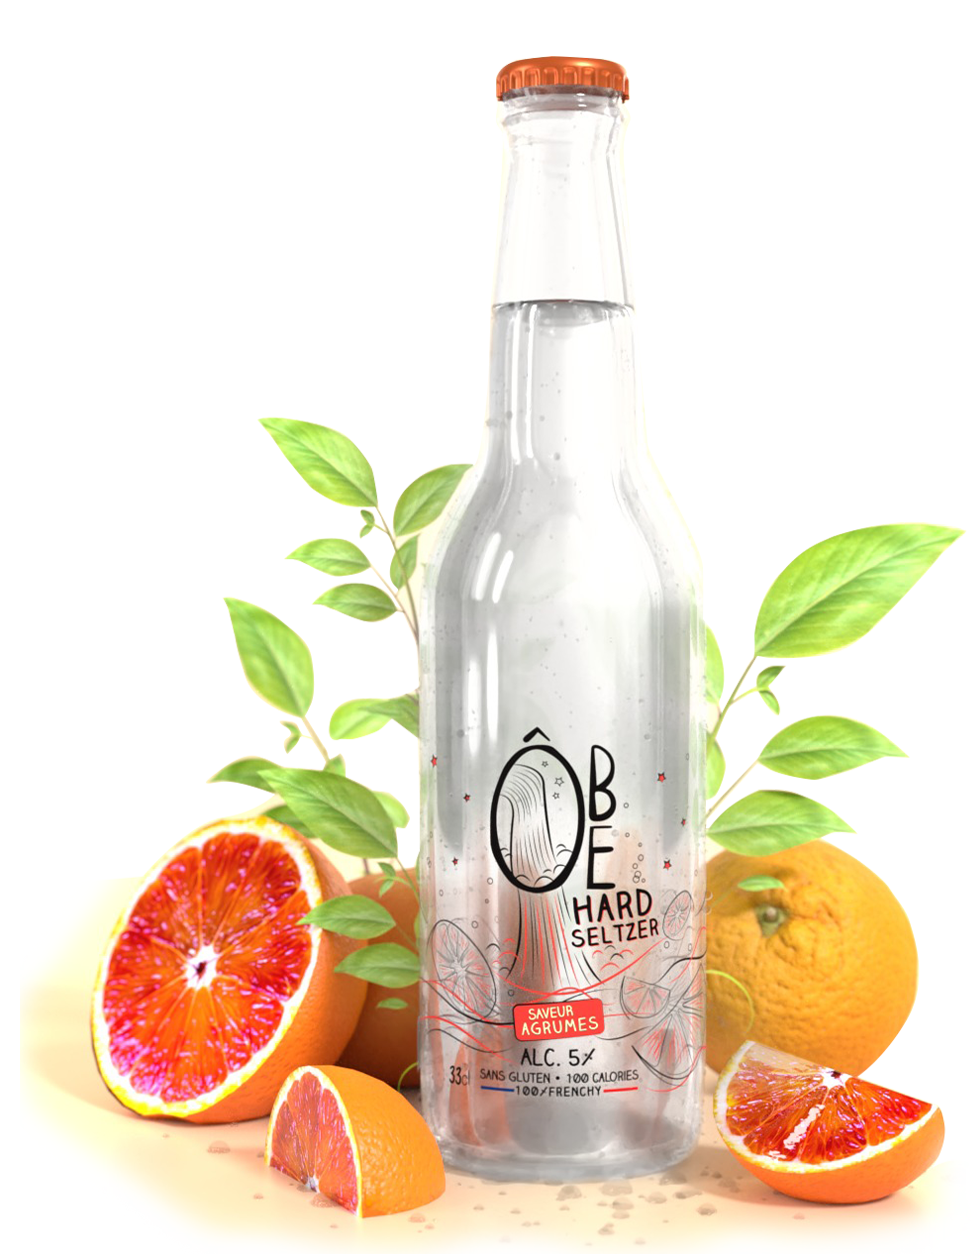 ÔBE
HARD
SELTZER
SAVEUR
AGRUMES
ALC. 5%
33cl
SANS GLUTEN • 100 CALORIES
100% FRENCHY